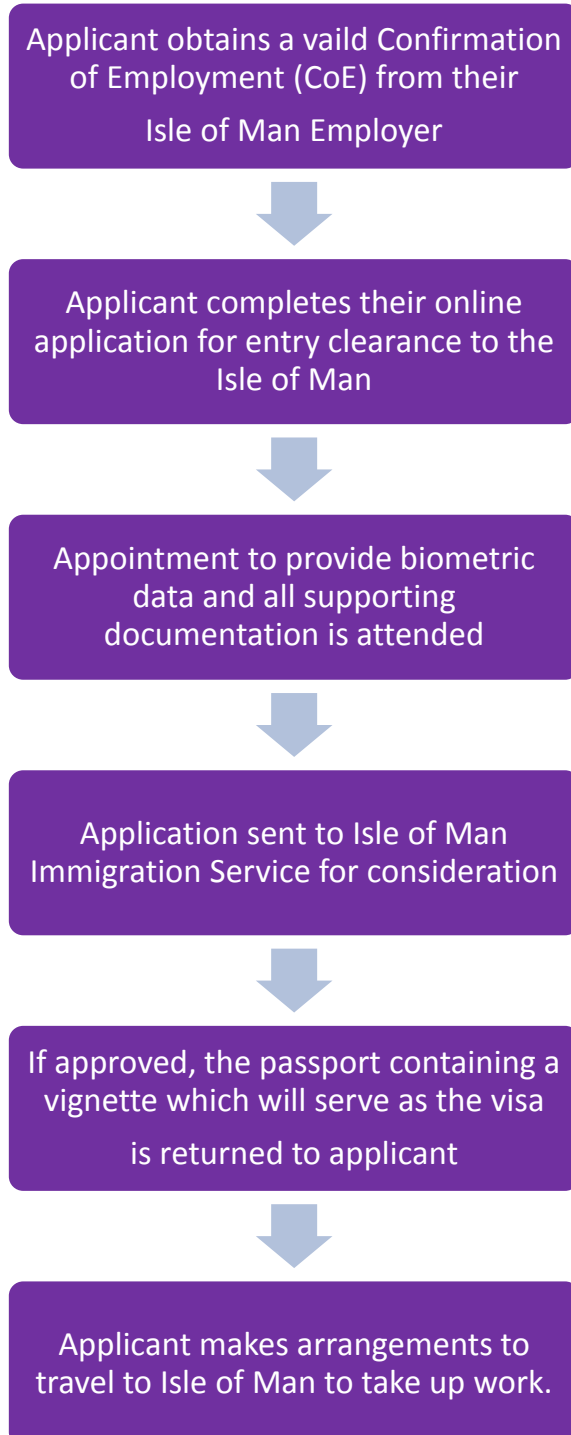 Applicant obtains a vaild Confirmation
of Employment (CoE) from their
Isle of Man Employer
Applicant completes their online
application for entry clearance to the
Isle of Man
Appointment to provide biometric
data and all supporting
documentation is attended
Application sent to Isle of Man
Immigration Service for consideration
If approved, the passport containing a
vignette which will serve as the visa
is returned to applicant
Applicant makes arrangements to
travel to Isle of Man to take up work.